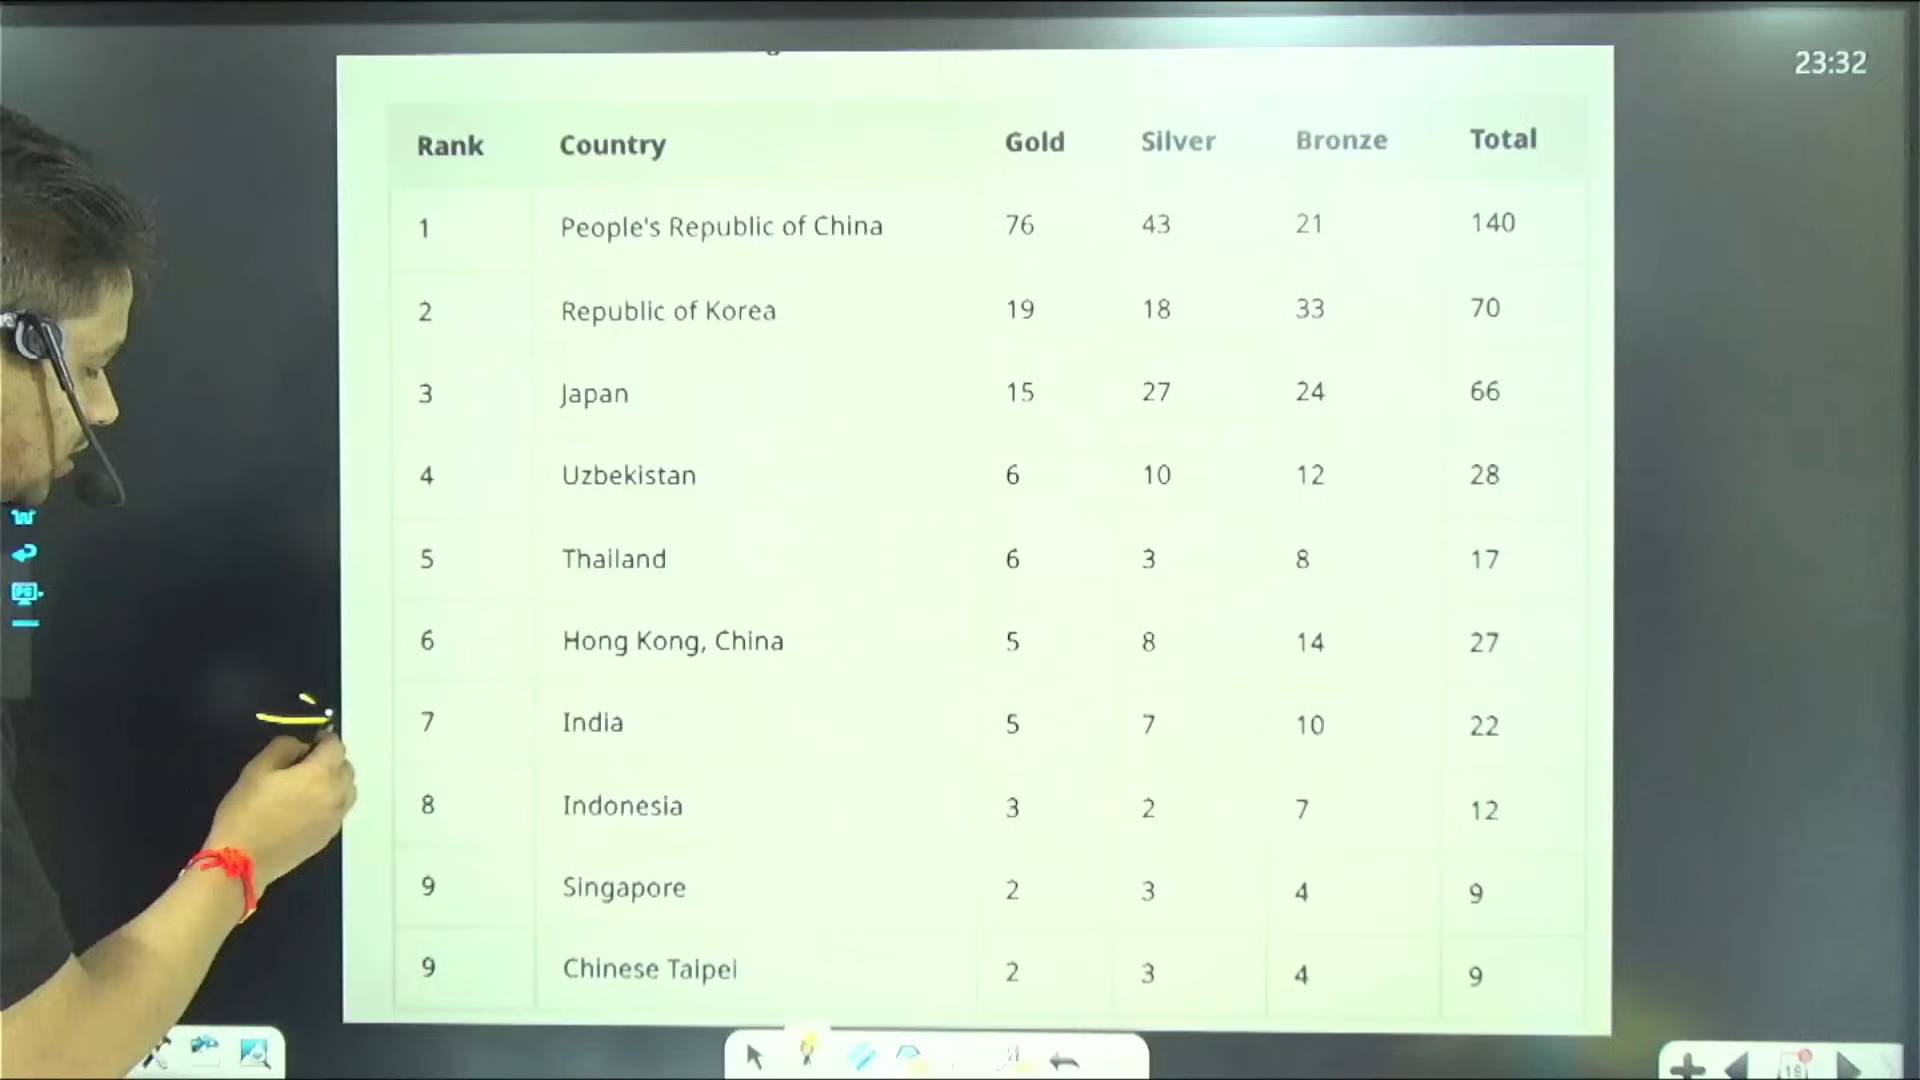 23:32
Rank Country Gold Silver Bronze Total
1 People's Republic of China 76 43 21 140
2 Republic of Korea 19 18 33 70
3 Japan 15 27 24 66
4 Uzbekistan 6 10 12 28
5 Thailand 6 3 8 17
6 Hong Kong, China 5 8 14 27
7 India 5 7 10 22
8 Indonesia 3 2 7 12
9 Singapore 2 3 4 9
9 Chinese Taipei 2 3 4 9
18